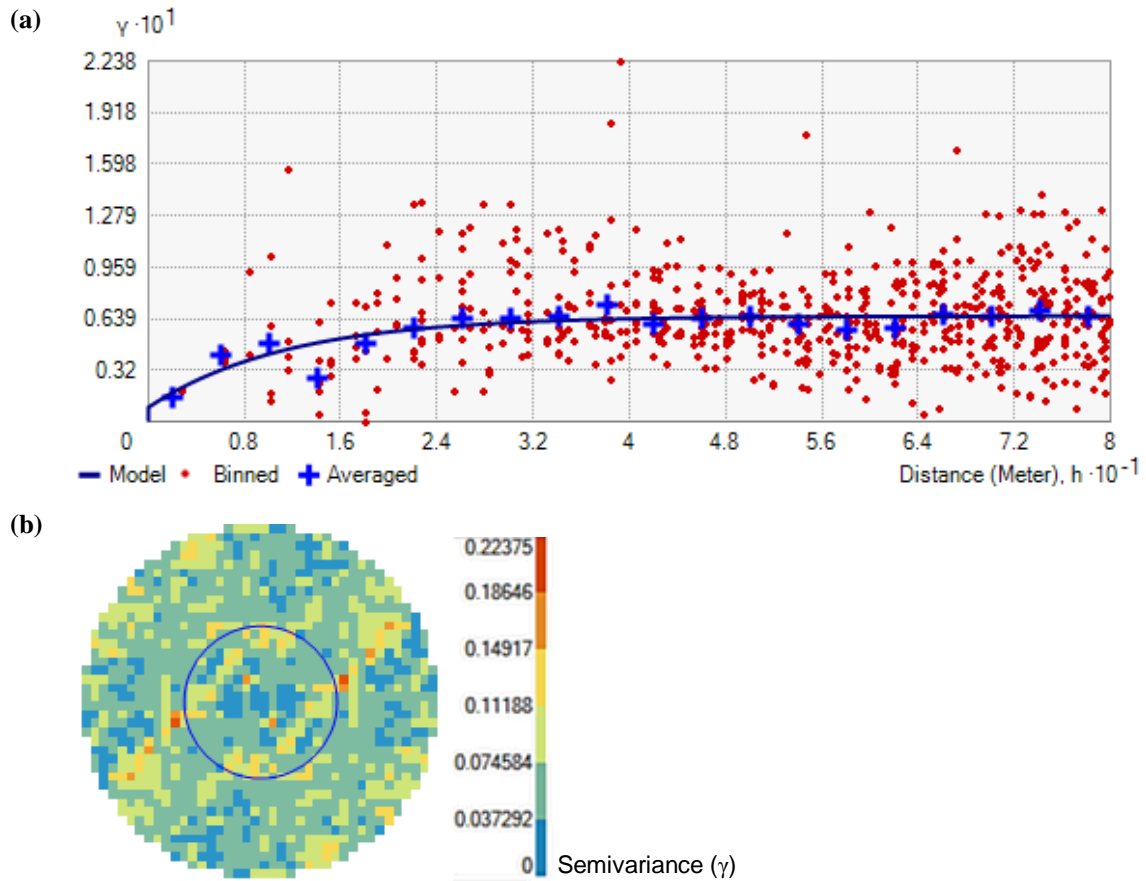 (a)
γ·10¹
2.238
1.918
1.598
1.279
0.959
0.639
0.32
0 0.8 1.6 2.4 3.2 4 4.8 5.6 6.4 7.2 8
Model Binned Averaged Distance (Meter), h·10⁻¹
(b)
0.22375
0.18646
0.14917
0.11188
0.074584
0.037292
0 Semivariance (γ)